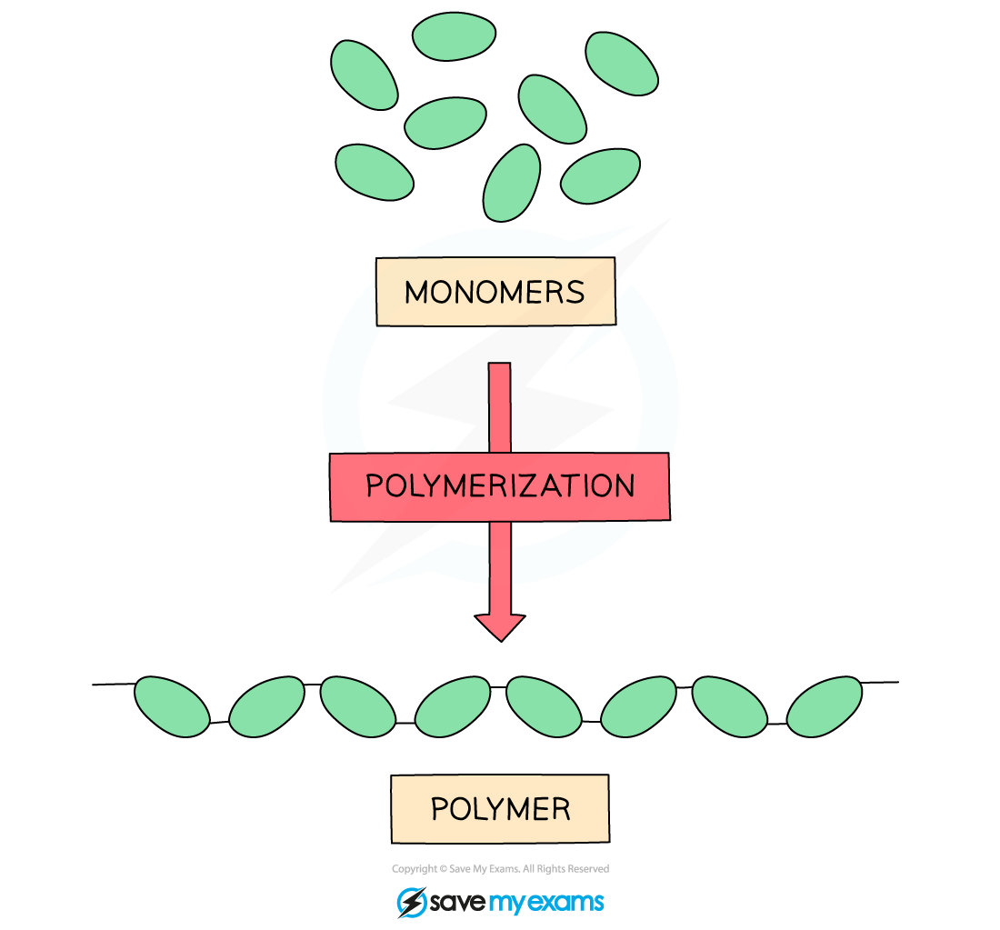 MONOMERS
POLYMERIZATION
POLYMER
Copyright © Save My Exams. All Rights Reserved
save my exams